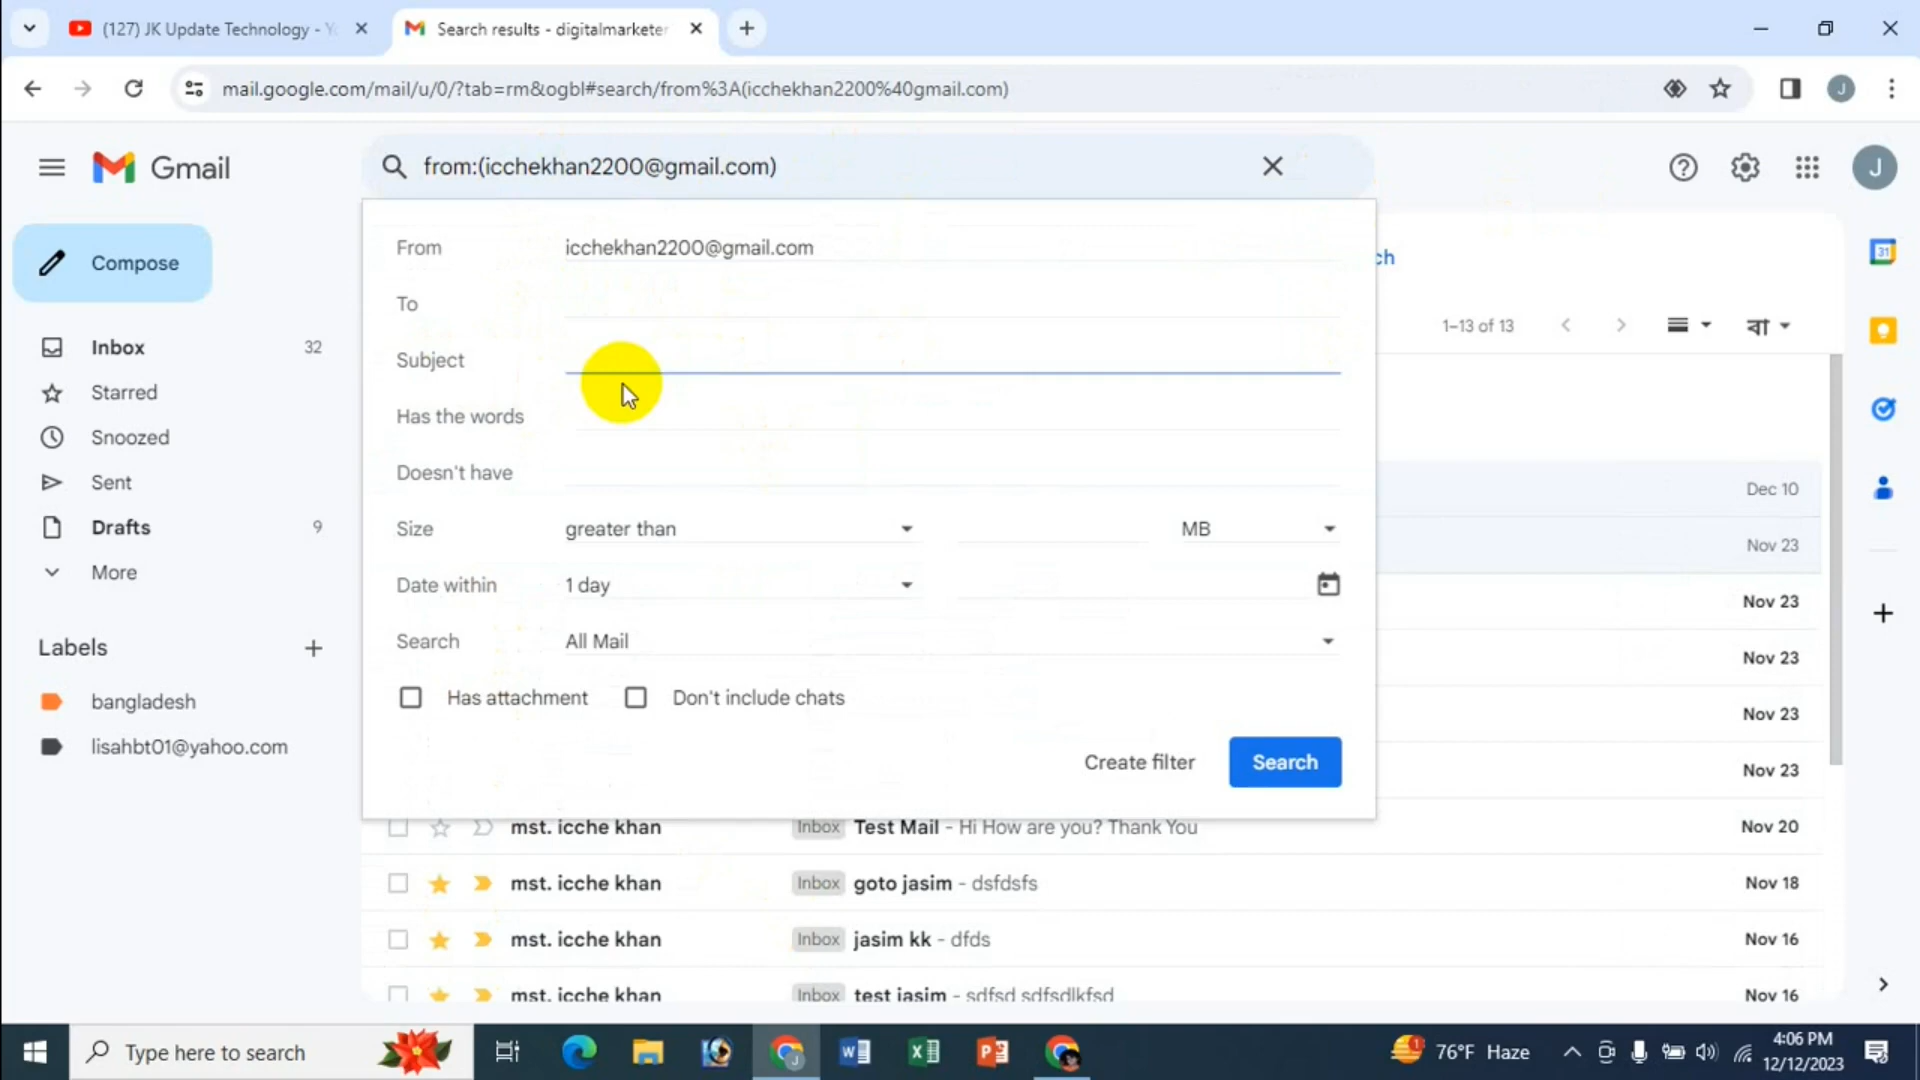 (127) JK Update Technology - Y
Search results - digitalmarketer
mail.google.com/mail/u/0/?tab=rm&ogbl#search/from%3A(icchekhan2200%40gmail.com)
J
Gmail
from:(icchekhan2200@gmail.com)
J
Compose
Inbox 32
Starred
Snoozed
Sent
Drafts 9
More
Labels
bangladesh
lisahbt01@yahoo.com
From icchekhan2200@gmail.com
To
Subject
Has the words
Doesn't have
Size greater than MB
Date within 1 day
Search All Mail
Has attachment Don't include chats
Create filter Search
ch
1–13 of 13 বা
31
Dec 10
Nov 23
Nov 23
Nov 23
Nov 23
Nov 23
mst. icche khan Inbox Test Mail - Hi How are you? Thank You Nov 20
mst. icche khan Inbox goto jasim - dsfdsfs Nov 18
mst. icche khan Inbox jasim kk - dfds Nov 16
mst. icche khan Inbox test jasim - sdfsd sdfsdlkfsd Nov 16
Type here to search
76°F Haze
4:06 PM
12/12/2023